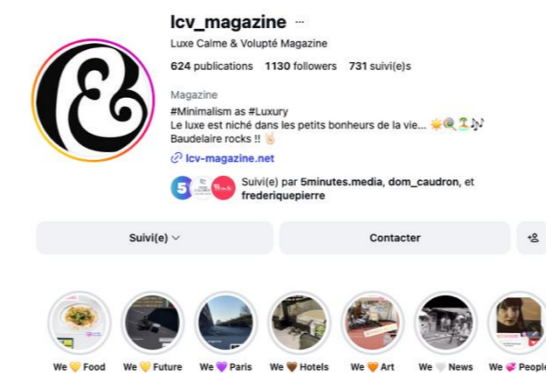 lcv_magazine ...
Luxe Calme & Volupté Magazine
624 publications 1130 followers 731 suivi(e)s
Magazine
#Minimalism as #Luxury
Le luxe est niché dans les petits bonheurs de la vie... ☀️🍭🏝️🎶
Baudelaire rocks !! ✌🏻
lcv-magazine.net
5
Suivi(e) par 5minutes.media, dom_caudron, et
frederiquepierre
Suivi(e)
Contacter
We 💛 Food
We 💛 Future
We 💜 Paris
We 🤎 Hotels
We 🧡 Art
We 🤍 News
We 💞 People